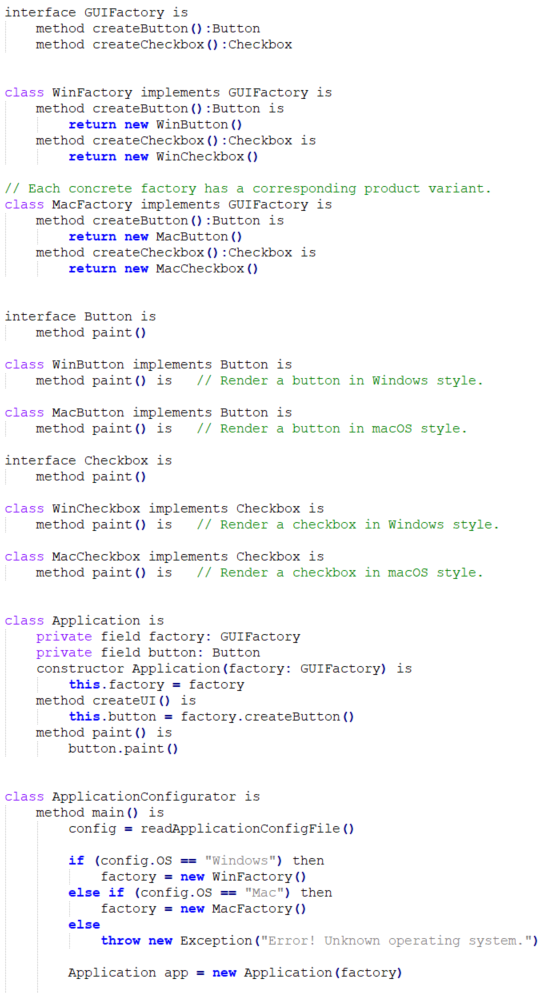 interface GUIFactory is
    method createButton():Button
    method createCheckbox():Checkbox
class WinFactory implements GUIFactory is
    method createButton():Button is
        return new WinButton()
    method createCheckbox():Checkbox is
        return new WinCheckbox()
// Each concrete factory has a corresponding product variant.
class MacFactory implements GUIFactory is
    method createButton():Button is
        return new MacButton()
    method createCheckbox():Checkbox is
        return new MacCheckbox()
interface Button is
    method paint()
class WinButton implements Button is
    method paint() is   // Render a button in Windows style.
class MacButton implements Button is
    method paint() is   // Render a button in macOS style.
interface Checkbox is
    method paint()
class WinCheckbox implements Checkbox is
    method paint() is   // Render a checkbox in Windows style.
class MacCheckbox implements Checkbox is
    method paint() is   // Render a checkbox in macOS style.
class Application is
    private field factory: GUIFactory
    private field button: Button
    constructor Application(factory: GUIFactory) is
        this.factory = factory
    method createUI() is
        this.button = factory.createButton()
    method paint() is
        button.paint()
class ApplicationConfigurator is
    method main() is
        config = readApplicationConfigFile()
        if (config.OS == "Windows") then
            factory = new WinFactory()
        else if (config.OS == "Mac") then
            factory = new MacFactory()
        else
            throw new Exception("Error! Unknown operating system.")
        Application app = new Application(factory)